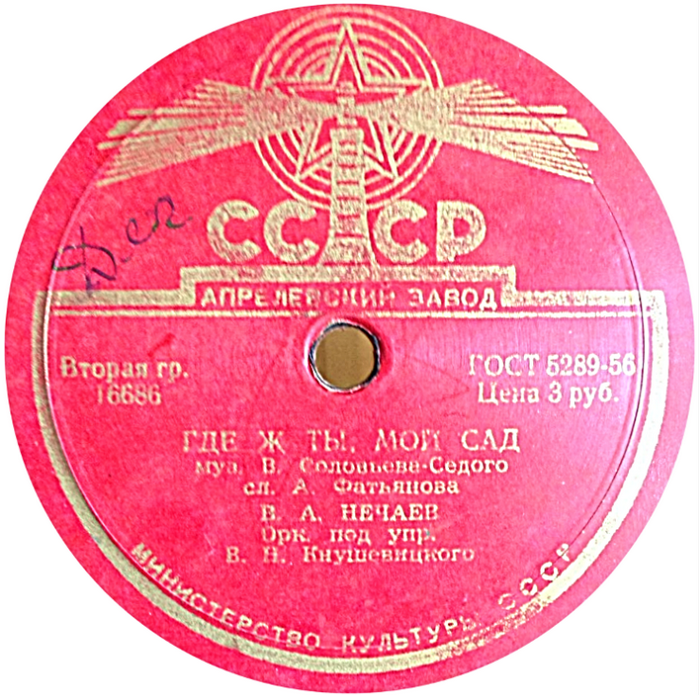 СССР
АПРЕЛЕВСКИЙ ЗАВОД
Вторая гр.
16686
ГОСТ 5289-56
Цена 3 руб.
ГДЕ Ж ТЫ, МОЙ САД
муз. В. Соловьева-Седого
сл. А. Фатьянова
В. А. НЕЧАЕВ
Орк. под упр.
В. Н. Кнушевицкого
МИНИСТЕРСТВО КУЛЬТУРЫ СССР